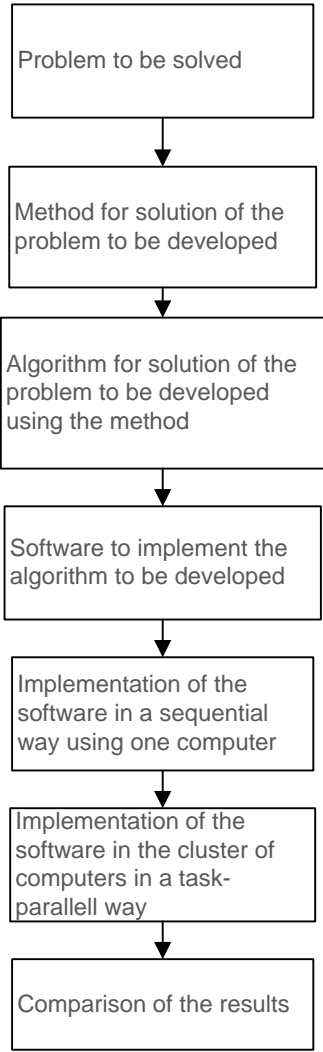 Problem to be solved
Method for solution of the
problem to be developed
Algorithm for solution of the
problem to be developed
using the method
Software to implement the
algorithm to be developed
Implementation of the
software in a sequential
way using one computer
Implementation of the
software in the cluster of
computers in a task-
parallell way
Comparison of the results